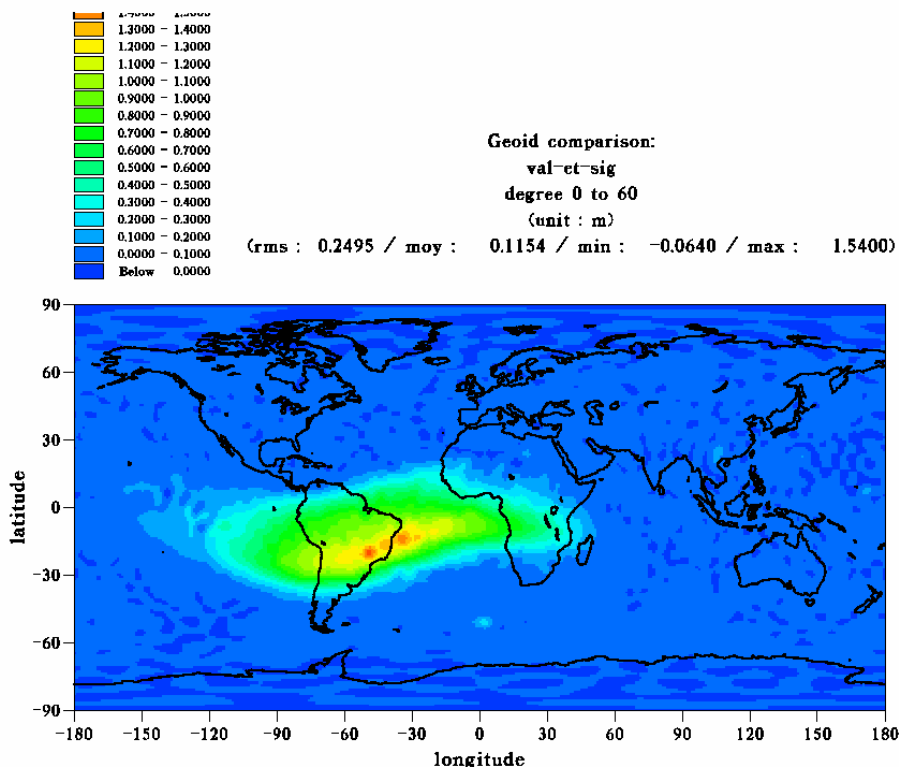 1.3000 - 1.4000
1.2000 - 1.3000
1.1000 - 1.2000
1.0000 - 1.1000
0.9000 - 1.0000
0.8000 - 0.9000
0.7000 - 0.8000
0.6000 - 0.7000
0.5000 - 0.6000
0.4000 - 0.5000
0.3000 - 0.4000
0.2000 - 0.3000
0.1000 - 0.2000
0.0000 - 0.1000
Below 0.0000
Geoid comparison:
val-et-sig
degree 0 to 60
(unit : m)
(rms : 0.2495 / moy : 0.1154 / min : -0.0640 / max : 1.5400)
90
60
30
0
-30
-60
-90
latitude
-180 -150 -120 -90 -60 -30 0 30 60 90 120 150 180
longitude